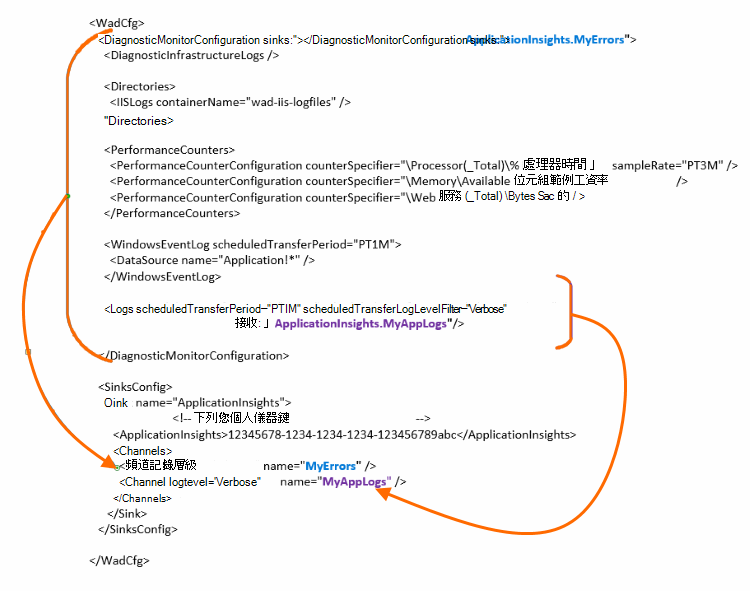 <WadCfg>
<DiagnosticMonitorConfiguration sinks:"></DiagnosticMonitorConfiguration sinks:"> ApplicationInsights.MyErrors">
<DiagnosticInfrastructureLogs />
<Directories>
<IISLogs containerName="wad-iis-logfiles" />
"Directories>
<PerformanceCounters>
<PerformanceCounterConfiguration counterSpecifier="\Processor(_Total)\% 處理器時間」 sampleRate="PT3M" />
<PerformanceCounterConfiguration counterSpecifier="\Memory\Available 位元組範例工資率 />
<PerformanceCounterConfiguration counterSpecifier="\Web 服務 (_Total) \Bytes Sac 的 / >
</PerformanceCounters>
<WindowsEventLog scheduledTransferPeriod="PT1M">
<DataSource name="Application!*" />
</WindowsEventLog>
<Logs scheduledTransferPeriod="PTIM" scheduledTransferLogLevelFilter="Verbose"
接收:」ApplicationInsights.MyAppLogs"/>
</DiagnosticMonitorConfiguration>
<SinksConfig>
Oink name="ApplicationInsights">
<!-- 下列您個人儀器鍵 -->
<ApplicationInsights>12345678-1234-1234-1234-123456789abc</ApplicationInsights>
<Channels>
<頻道記錄層級 name="MyErrors" />
<Channel logtevel="Verbose" name="MyAppLogs" />
</Channels>
</Sink>
</SinksConfig>
</WadCfg>